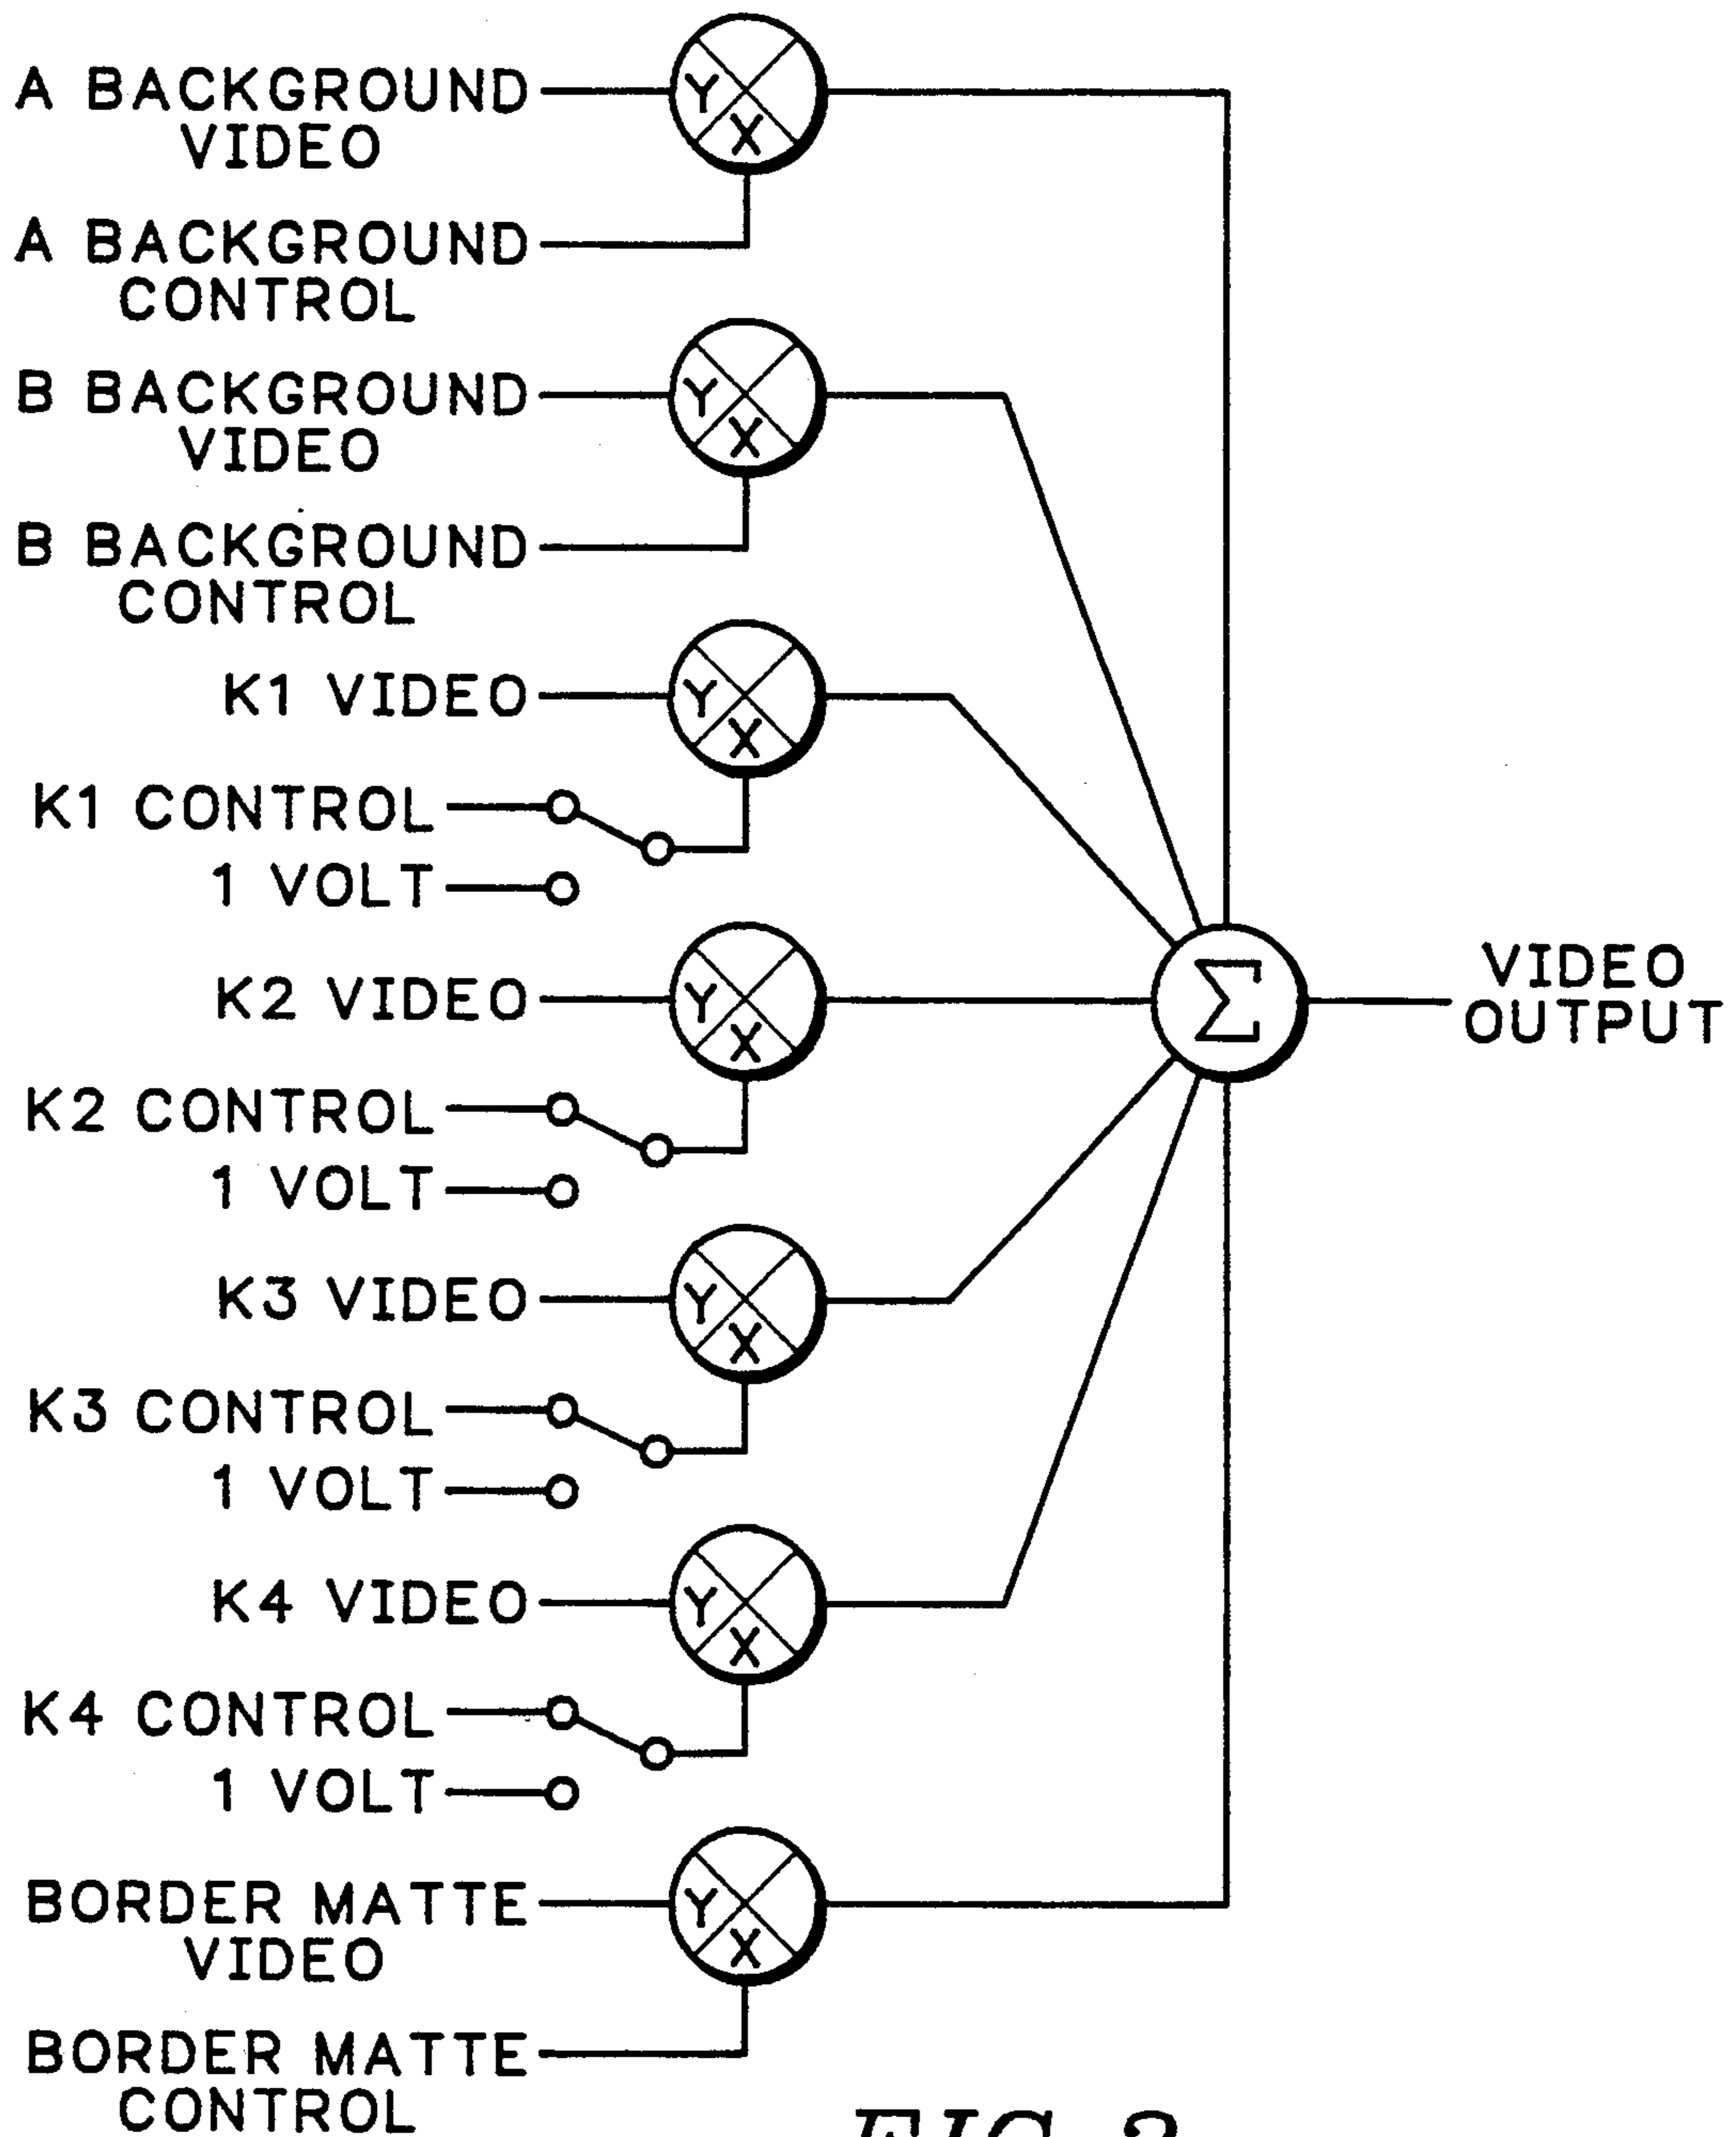 A BACKGROUND
VIDEO
Y
X
A BACKGROUND
CONTROL
B BACKGROUND
VIDEO
Y
X
B BACKGROUND
CONTROL
K1 VIDEO
Y
X
K1 CONTROL
1 VOLT
K2 VIDEO
Y
X
Σ
VIDEO
OUTPUT
K2 CONTROL
1 VOLT
K3 VIDEO
Y
X
K3 CONTROL
1 VOLT
K4 VIDEO
Y
X
K4 CONTROL
1 VOLT
BORDER MATTE
VIDEO
Y
X
BORDER MATTE
CONTROL